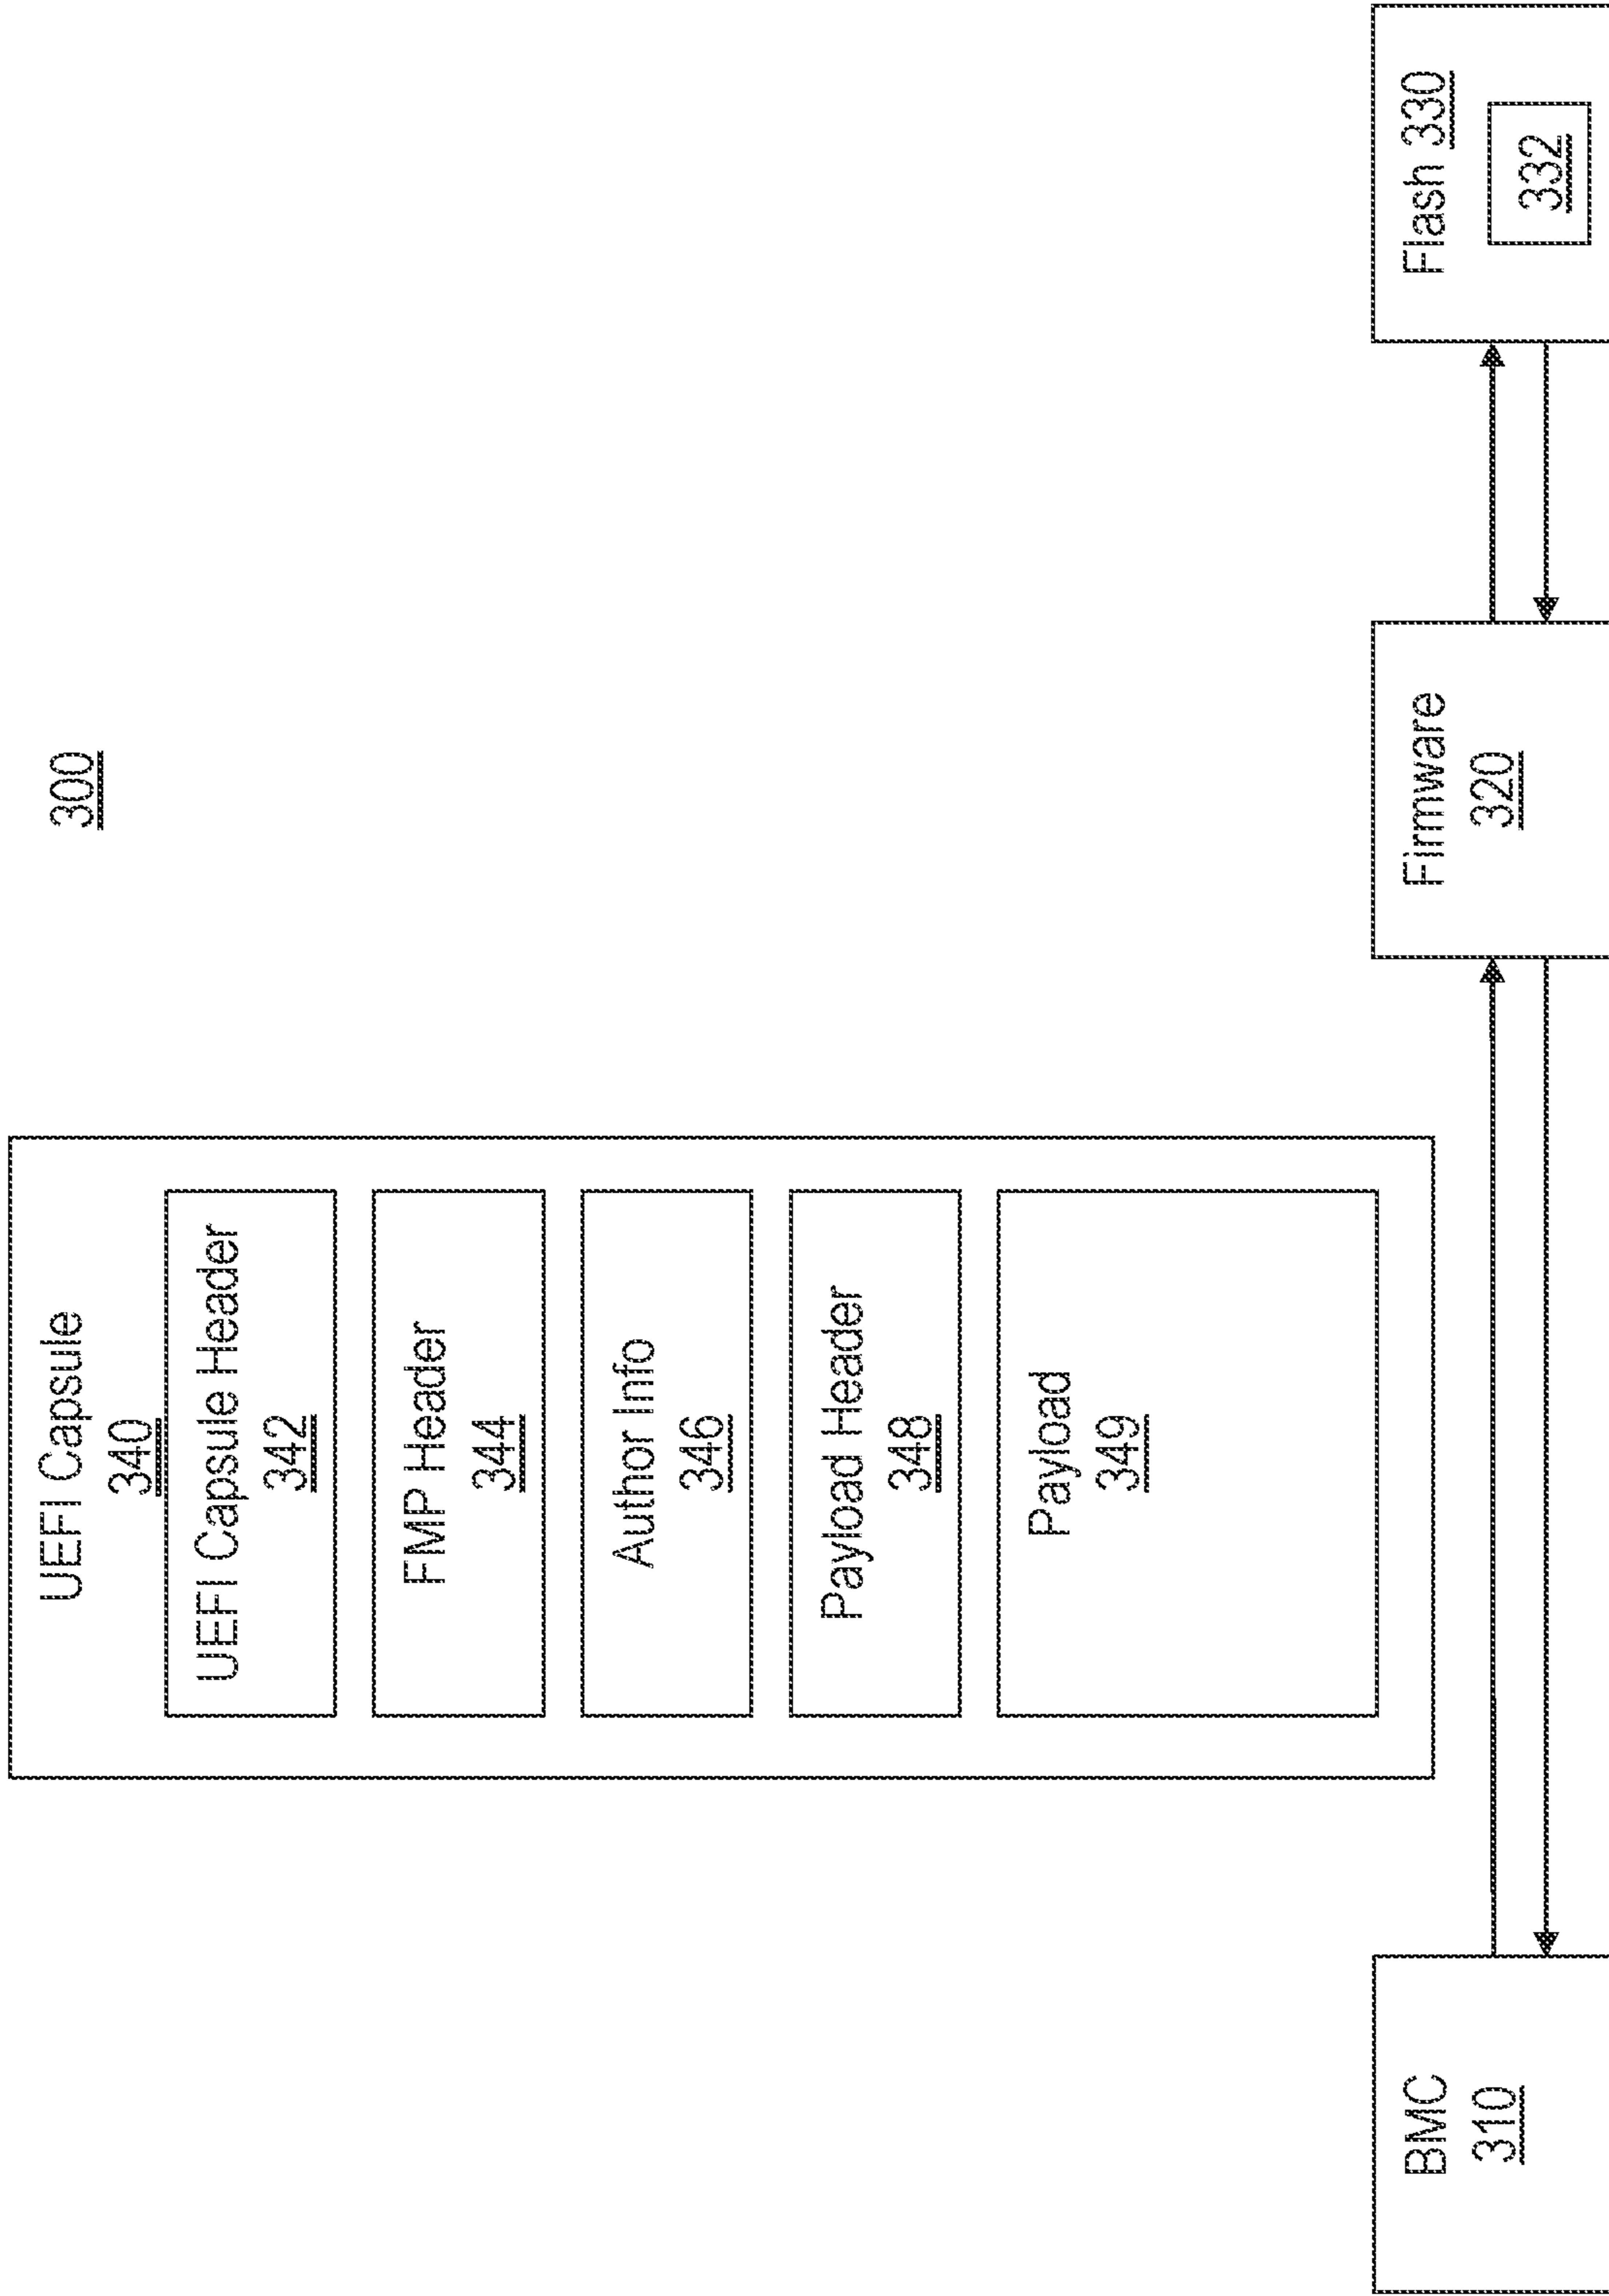 300
UEFI Capsule
340
UEFI Capsule Header
342
FMP Header
344
Author Info
346
Payload Header
348
Payload
349
BMC
310
Firmware
320
Flash 330
332